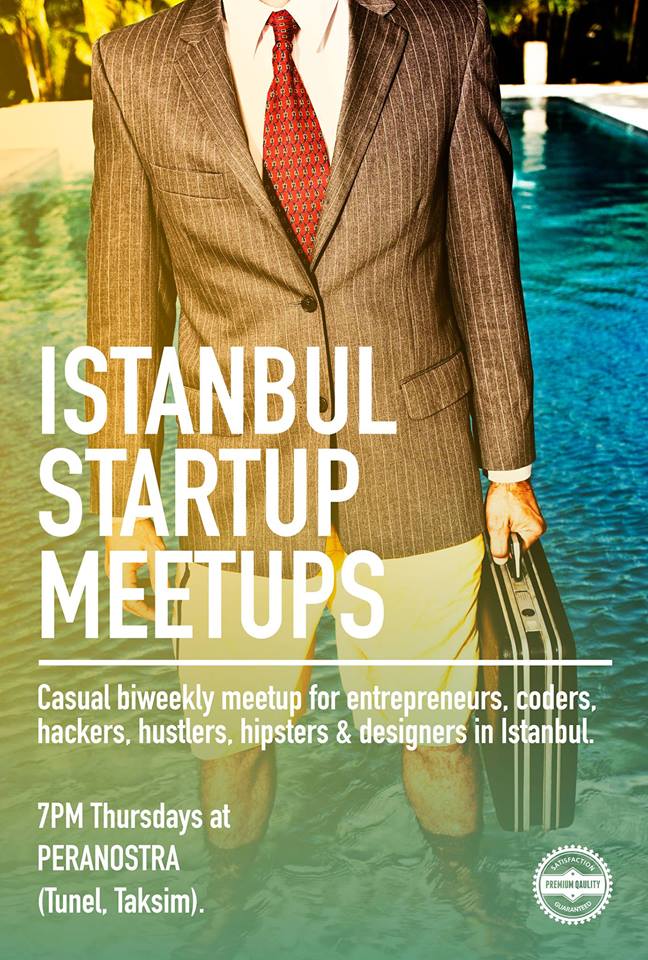 ISTANBUL
STARTUP
MEETUPS
Casual biweekly meetup for entrepreneurs, coders,
hackers, hustlers, hipsters & designers in Istanbul.
7PM Thursdays at
PERANOSTRA
(Tunel, Taksim).
SATISFACTION
PREMIUM QAULITY
GUARANTEED